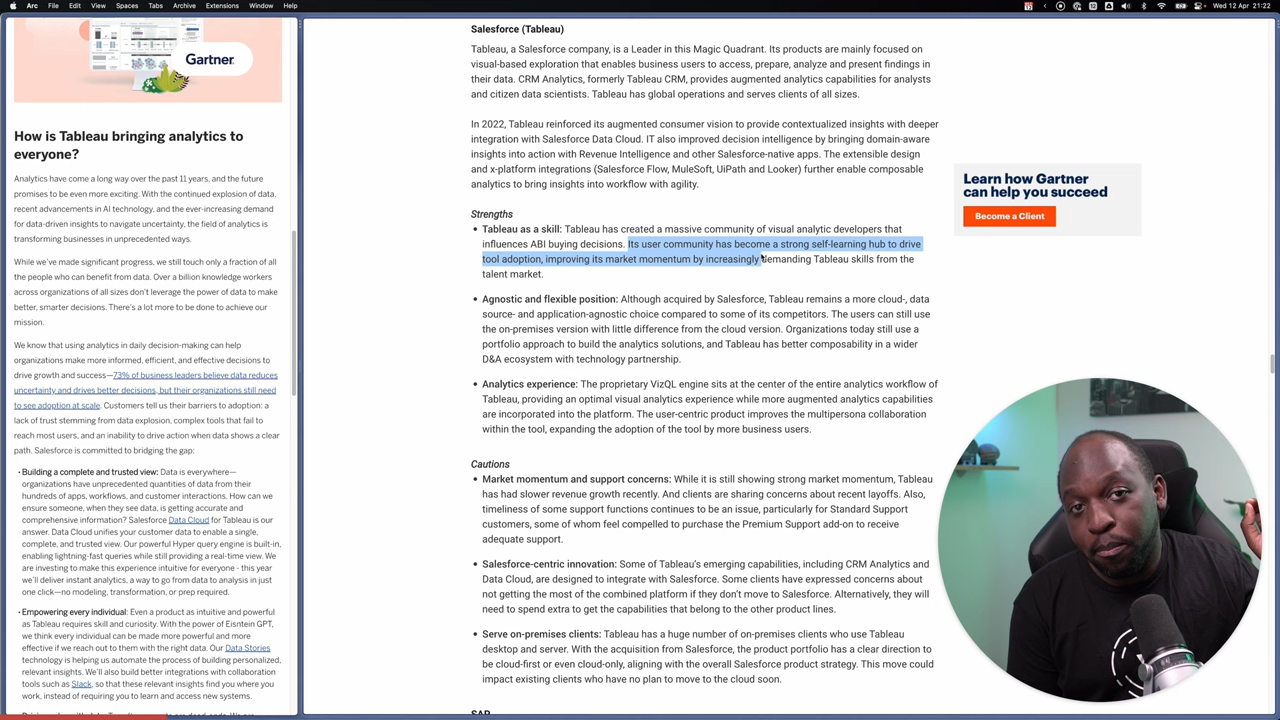 Arc File Edit View Spaces Tabs Archive Extensions Window Help
Wed 12 Apr 21:22
Gartner
How is Tableau bringing analytics to
everyone?
Analytics have come a long way over the past 11 years, and the future
promises to be even more exciting. With the continued explosion of data,
recent advancements in AI technology, and the ever-increasing demand
for data-driven insights to navigate uncertainty, the field of analytics is
transforming businesses in unprecedented ways.
While we've made significant progress, we still touch only a fraction of all
the people who can benefit from data. Over a billion knowledge workers
across organizations of all sizes don't leverage the power of data to make
better, smarter decisions. There's a lot more to be done to achieve our
mission.
We know that using analytics in daily decision-making can help
organizations make more informed, efficient, and effective decisions to
drive growth and success—73% of business leaders believe data reduces
uncertainty and drives better decisions, but their organizations still need
to see adoption at scale. Customers tell us their barriers to adoption: a
lack of trust stemming from data explosion, complex tools that fail to
reach most users, and an inability to drive action when data shows a clear
path. Salesforce is committed to bridging the gap:
• Building a complete and trusted view: Data is everywhere—
organizations have unprecedented quantities of data from their
hundreds of apps, workflows, and customer interactions. How can we
ensure someone, when they see data, is getting accurate and
comprehensive information? Salesforce Data Cloud for Tableau is our
answer. Data Cloud unifies your customer data to enable a single,
complete, and trusted view. Our powerful Hyper query engine is built-in,
enabling lightning-fast queries while still providing a real-time view. We
are investing to make this experience intuitive for everyone - this year
we'll deliver instant analytics, a way to go from data to analysis in just
one click—no modeling, transformation, or prep required.
• Empowering every individual: Even a product as intuitive and powerful
as Tableau requires skill and curiosity. With the power of Eisntein GPT,
we think every individual can be made more powerful and more
effective if we reach out to them with the right data. Our Data Stories
technology is helping us automate the process of building personalized,
relevant insights. We'll also build better integrations with collaboration
tools such as Slack, so that these relevant insights find you where you
work, instead of requiring you to learn and access new systems.
Salesforce (Tableau)
Tableau, a Salesforce company, is a Leader in this Magic Quadrant. Its products are mainly focused on
visual-based exploration that enables business users to access, prepare, analyze and present findings in
their data. CRM Analytics, formerly Tableau CRM, provides augmented analytics capabilities for analysts
and citizen data scientists. Tableau has global operations and serves clients of all sizes.
In 2022, Tableau reinforced its augmented consumer vision to provide contextualized insights with deeper
integration with Salesforce Data Cloud. IT also improved decision intelligence by bringing domain-aware
insights into action with Revenue Intelligence and other Salesforce-native apps. The extensible design
and x-platform integrations (Salesforce Flow, MuleSoft, UiPath and Looker) further enable composable
analytics to bring insights into workflow with agility.
Strengths
• Tableau as a skill: Tableau has created a massive community of visual analytic developers that
influences ABI buying decisions. Its user community has become a strong self-learning hub to drive
tool adoption, improving its market momentum by increasingly demanding Tableau skills from the
talent market.
• Agnostic and flexible position: Although acquired by Salesforce, Tableau remains a more cloud-, data
source- and application-agnostic choice compared to some of its competitors. The users can still use
the on-premises version with little difference from the cloud version. Organizations today still use a
portfolio approach to build the analytics solutions, and Tableau has better composability in a wider
D&A ecosystem with technology partnership.
• Analytics experience: The proprietary VizQL engine sits at the center of the entire analytics workflow of
Tableau, providing an optimal visual analytics experience while more augmented analytics capabilities
are incorporated into the platform. The user-centric product improves the multipersona collaboration
within the tool, expanding the adoption of the tool by more business users.
Cautions
• Market momentum and support concerns: While it is still showing strong market momentum, Tableau
has had slower revenue growth recently. And clients are sharing concerns about recent layoffs. Also,
timeliness of some support functions continues to be an issue, particularly for Standard Support
customers, some of whom feel compelled to purchase the Premium Support add-on to receive
adequate support.
• Salesforce-centric innovation: Some of Tableau's emerging capabilities, including CRM Analytics and
Data Cloud, are designed to integrate with Salesforce. Some clients have expressed concerns about
not getting the most of the combined platform if they don't move to Salesforce. Alternatively, they will
need to spend extra to get the capabilities that belong to the other product lines.
• Serve on-premises clients: Tableau has a huge number of on-premises clients who use Tableau
desktop and server. With the acquisition from Salesforce, the product portfolio has a clear direction to
be cloud-first or even cloud-only, aligning with the overall Salesforce product strategy. This move could
impact existing clients who have no plan to move to the cloud soon.
SAP
Learn how Gartner
can help you succeed
Become a Client